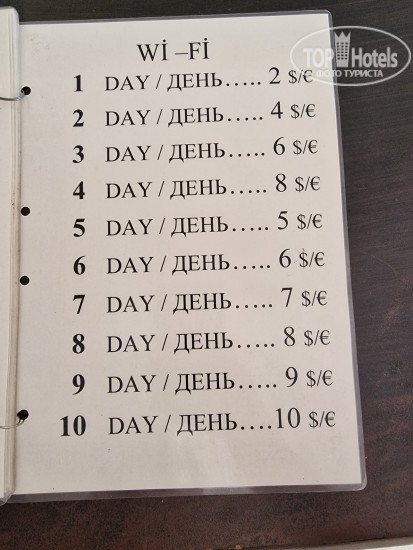 TOP Hotels
ФОТО ТУРИСТА
Wİ –Fİ
1 DAY / ДЕНЬ….. 2 $/€
2 DAY / ДЕНЬ….. 4 $/€
3 DAY / ДЕНЬ….. 6 $/€
4 DAY / ДЕНЬ….. 8 $/€
5 DAY / ДЕНЬ….. 5 $/€
6 DAY / ДЕНЬ….. 6 $/€
7 DAY / ДЕНЬ….. 7 $/€
8 DAY / ДЕНЬ….. 8 $/€
9 DAY / ДЕНЬ….. 9 $/€
10 DAY / ДЕНЬ….10 $/€